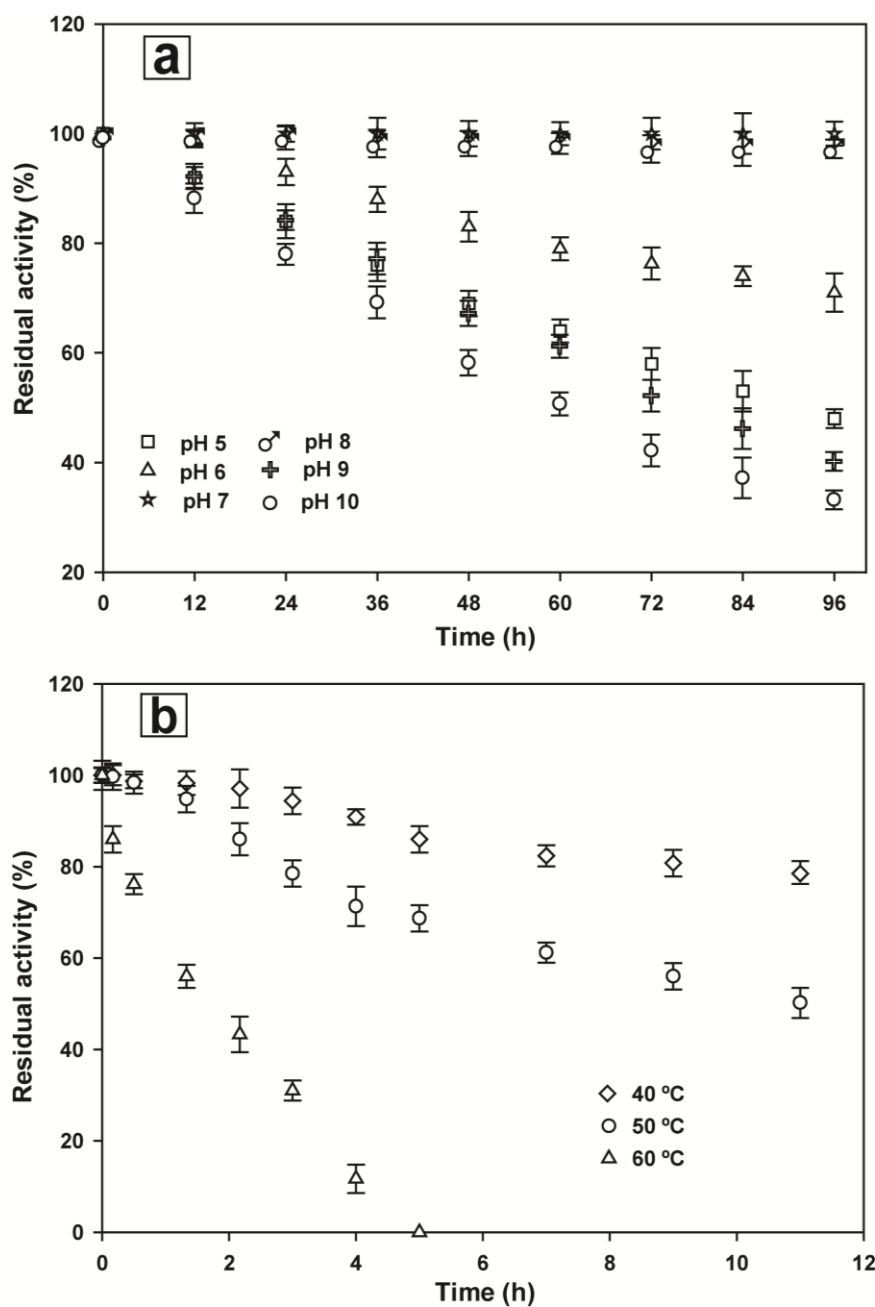 120
a
100
80
60
40
20
Residual activity (%)
pH 5
pH 8
pH 6
pH 9
pH 7
pH 10
0 12 24 36 48 60 72 84 96
Time (h)
120
b
100
80
60
40
20
0
Residual activity (%)
40 ºC
50 ºC
60 ºC
0 2 4 6 8 10 12
Time (h)